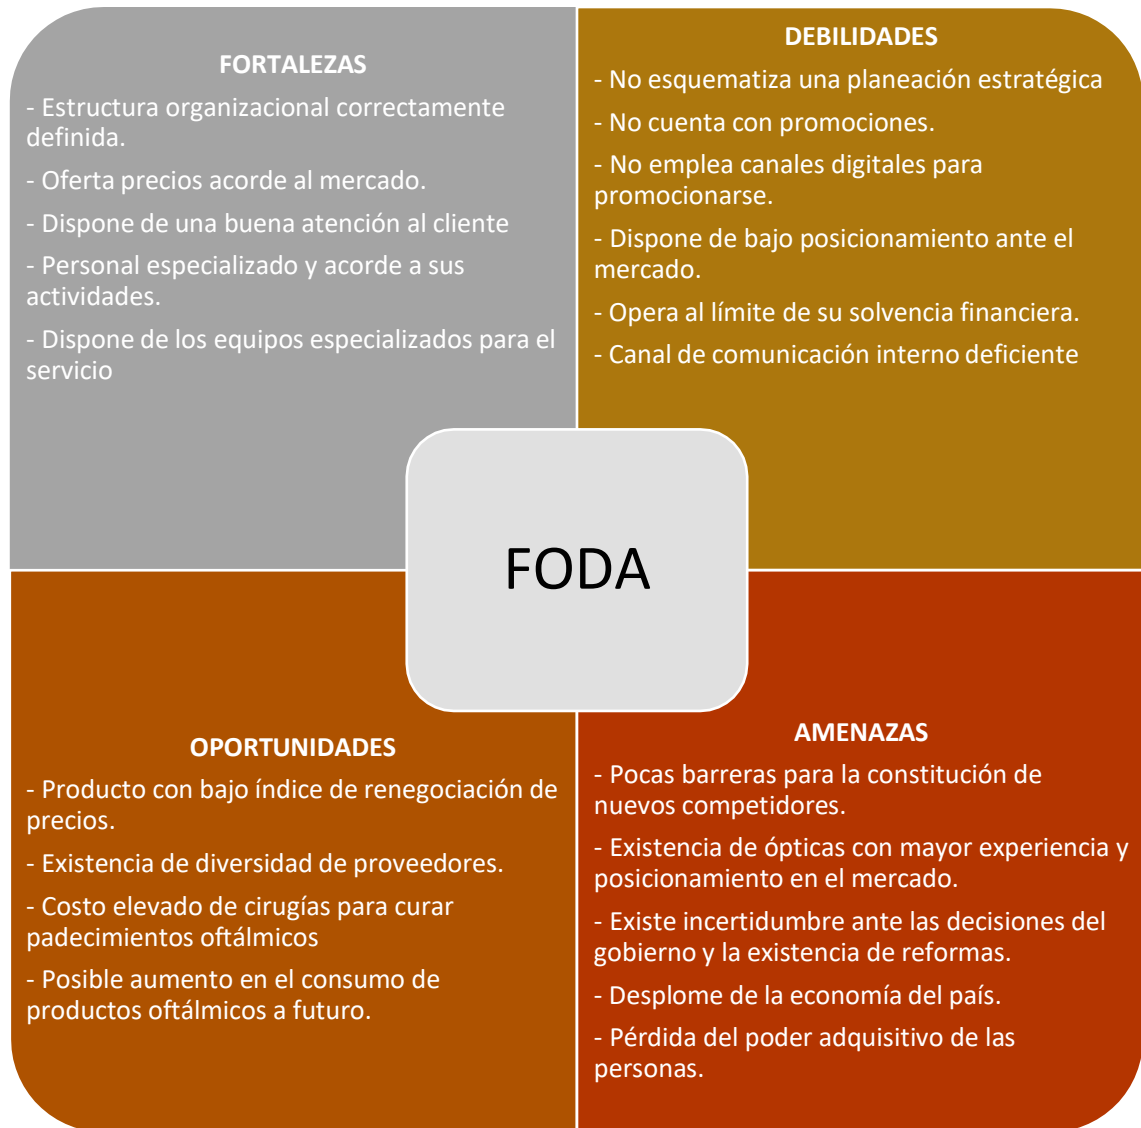 FORTALEZAS
- Estructura organizacional correctamente
definida.
- Oferta precios acorde al mercado.
- Dispone de una buena atención al cliente
- Personal especializado y acorde a sus
actividades.
- Dispone de los equipos especializados para el
servicio
DEBILIDADES
- No esquematiza una planeación estratégica
- No cuenta con promociones.
- No emplea canales digitales para
promocionarse.
- Dispone de bajo posicionamiento ante el
mercado.
- Opera al límite de su solvencia financiera.
- Canal de comunicación interno deficiente
FODA
OPORTUNIDADES
- Producto con bajo índice de renegociación de
precios.
- Existencia de diversidad de proveedores.
- Costo elevado de cirugías para curar
padecimientos oftálmicos
- Posible aumento en el consumo de
productos oftálmicos a futuro.
AMENAZAS
- Pocas barreras para la constitución de
nuevos competidores.
- Existencia de ópticas con mayor experiencia y
posicionamiento en el mercado.
- Existe incertidumbre ante las decisiones del
gobierno y la existencia de reformas.
- Desplome de la economía del país.
- Pérdida del poder adquisitivo de las
personas.